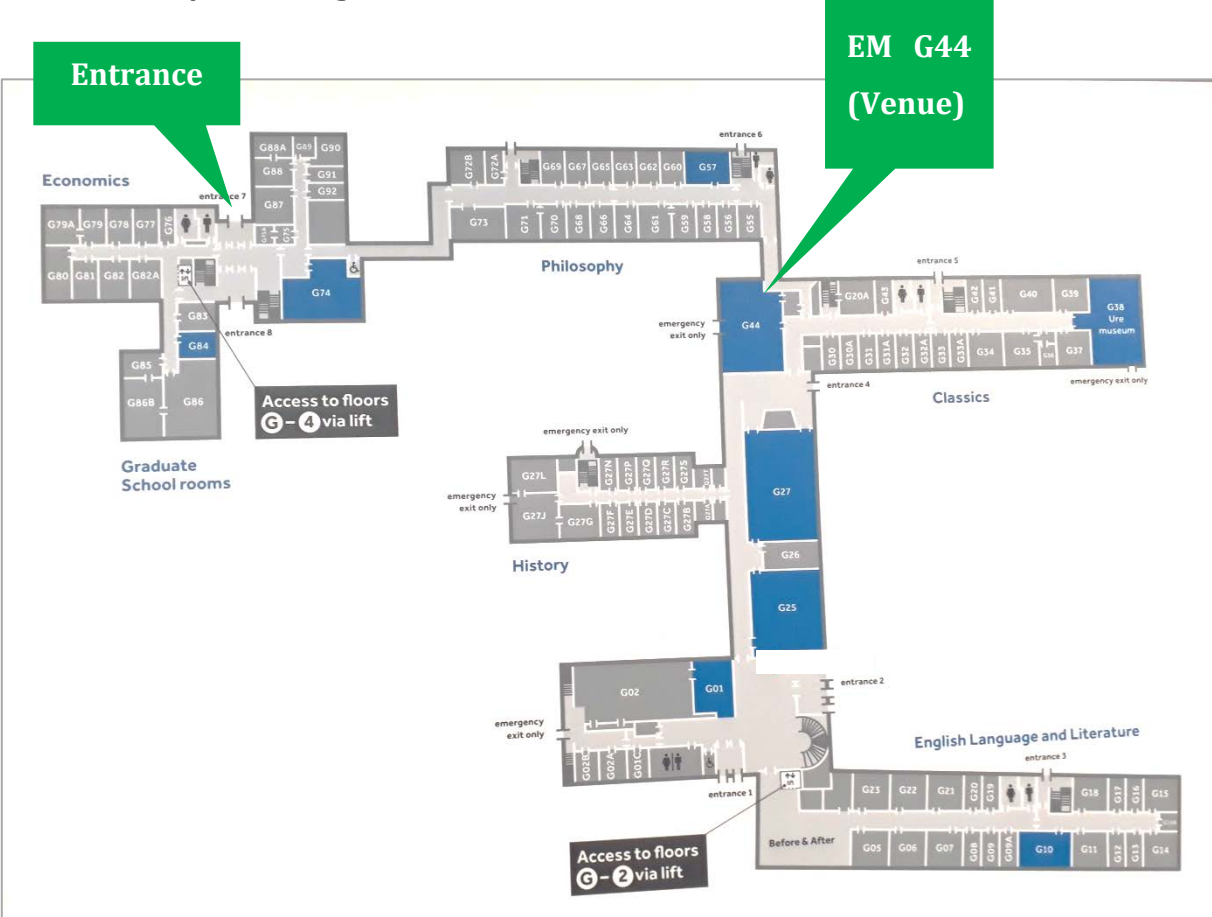 Entrance
EM G44
(Venue)
Economics
entrance 7
entrance 6
G88A
G89
G90
G88
G91
G92
G87
G75
G79A
G79
G78
G77
G76
G80
G81
G82
G82A
G74
G83
entrance 8
G84
G85
G86B
G86
Access to floors
G – 4 via lift
Graduate
School rooms
G72B
G72A
G69
G67
G65
G63
G62
G60
G57
G73
G71
G70
G68
G66
G64
G61
G59
G58
G56
G55
Philosophy
entrance 5
G44
emergency
exit only
G20A
G43
G42
G41
G40
G39
G38
Ure
museum
G30
G30A
G31
G31A
G32
G32A
G33
G33A
G34
G35
G36
G37
entrance 4
emergency exit only
Classics
emergency exit only
G27L
G27N
G27P
G27Q
G27R
G27S
G27T
emergency
exit only
G27J
G27G
G27F
G27E
G27D
G27C
G27B
G27A
History
G27
G26
G25
G02
G01
emergency
exit only
G02B
G02A
G01C
entrance 1
entrance 2
Access to floors
G – 2 via lift
English Language and Literature
entrance 3
G23
G22
G21
G20
G19
G18
G17
G16
G15
Before & After
G05
G06
G07
G08
G09
G09A
G10
G11
G12
G13
G14